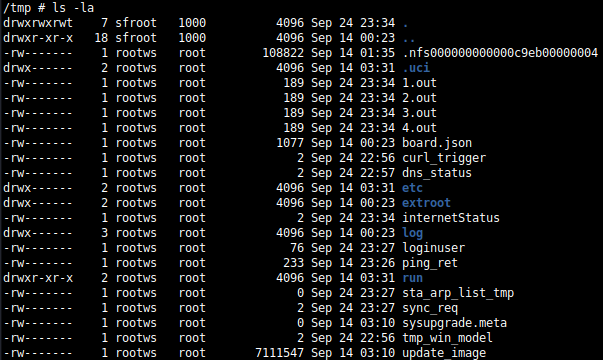 /tmp # ls -la
drwxrwxrwt 7 sfroot 1000 4096 Sep 24 23:34 .
drwxr-xr-x 18 sfroot 1000 4096 Sep 14 00:23 ..
-rw------- 1 rootws root 108822 Sep 14 01:35 .nfs000000000000c9eb00000004
drwx------ 2 rootws root 4096 Sep 14 03:31 .uci
-rw------- 1 rootws root 189 Sep 24 23:34 1.out
-rw------- 1 rootws root 189 Sep 24 23:34 2.out
-rw------- 1 rootws root 189 Sep 24 23:34 3.out
-rw------- 1 rootws root 189 Sep 24 23:34 4.out
-rw------- 1 rootws root 1077 Sep 14 00:23 board.json
-rw------- 1 rootws root 2 Sep 24 22:56 curl_trigger
-rw------- 1 rootws root 2 Sep 24 22:57 dns_status
drwx------ 2 rootws root 4096 Sep 14 03:31 etc
drwx------ 2 rootws root 4096 Sep 14 00:23 extroot
-rw------- 1 rootws root 2 Sep 24 23:34 internetStatus
drwx------ 3 rootws root 4096 Sep 14 00:23 log
-rw------- 1 rootws root 76 Sep 24 23:27 loginuser
-rw------- 1 rootws root 233 Sep 24 23:26 ping_ret
drwxr-xr-x 2 rootws root 4096 Sep 14 03:31 run
-rw------- 1 rootws root 0 Sep 24 23:27 sta_arp_list_tmp
-rw------- 1 rootws root 2 Sep 24 23:27 sync_req
-rw------- 1 rootws root 0 Sep 14 03:10 sysupgrade.meta
-rw------- 1 rootws root 2 Sep 24 22:56 tmp_win_model
-rw------- 1 rootws root 7111547 Sep 14 03:10 update_image